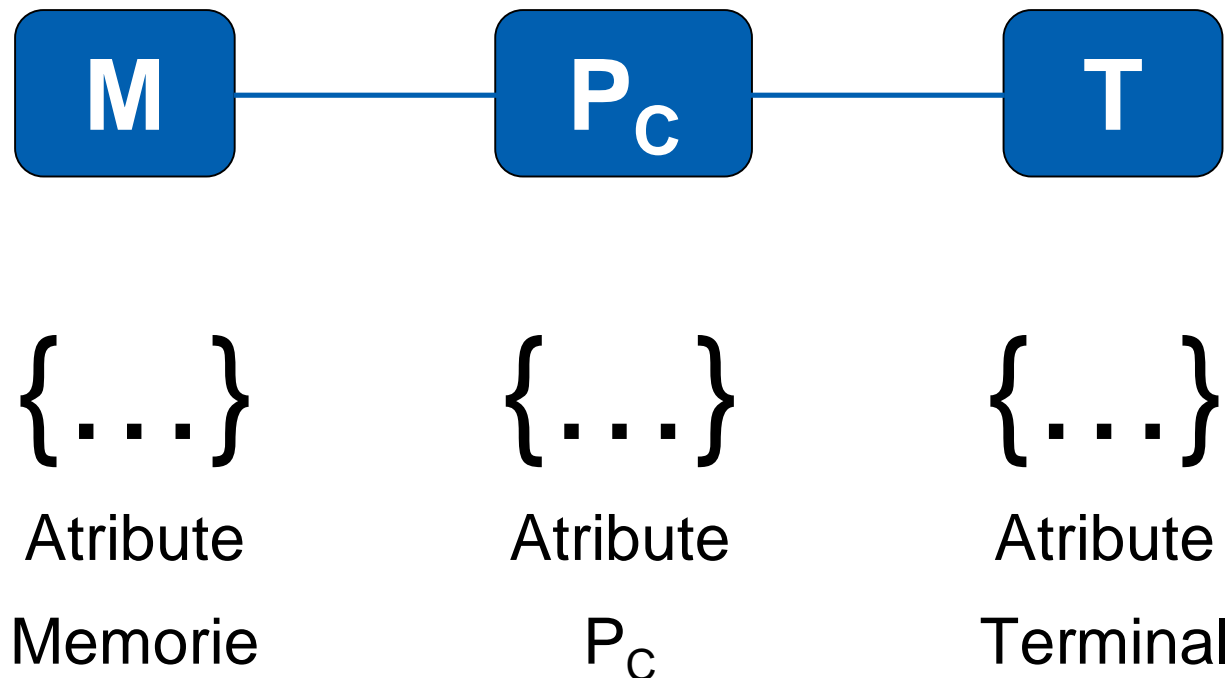 M P_C T
{...} {...} {...}
Atribute Atribute Atribute
Memorie P_C Terminal